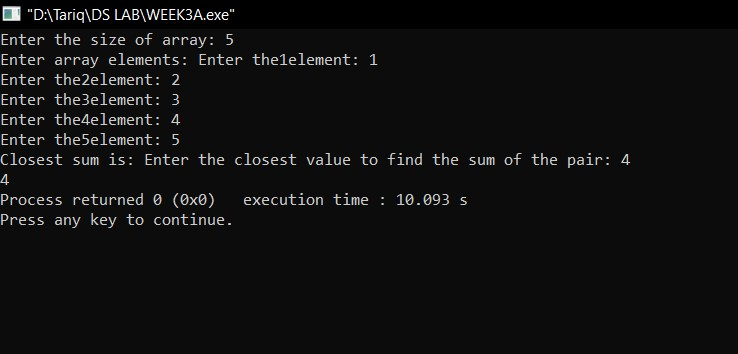 "D:\Tariq\DS LAB\WEEK3A.exe"
Enter the size of array: 5
Enter array elements: Enter the1element: 1
Enter the2element: 2
Enter the3element: 3
Enter the4element: 4
Enter the5element: 5
Closest sum is: Enter the closest value to find the sum of the pair: 4
4
Process returned 0 (0x0)   execution time : 10.093 s
Press any key to continue.